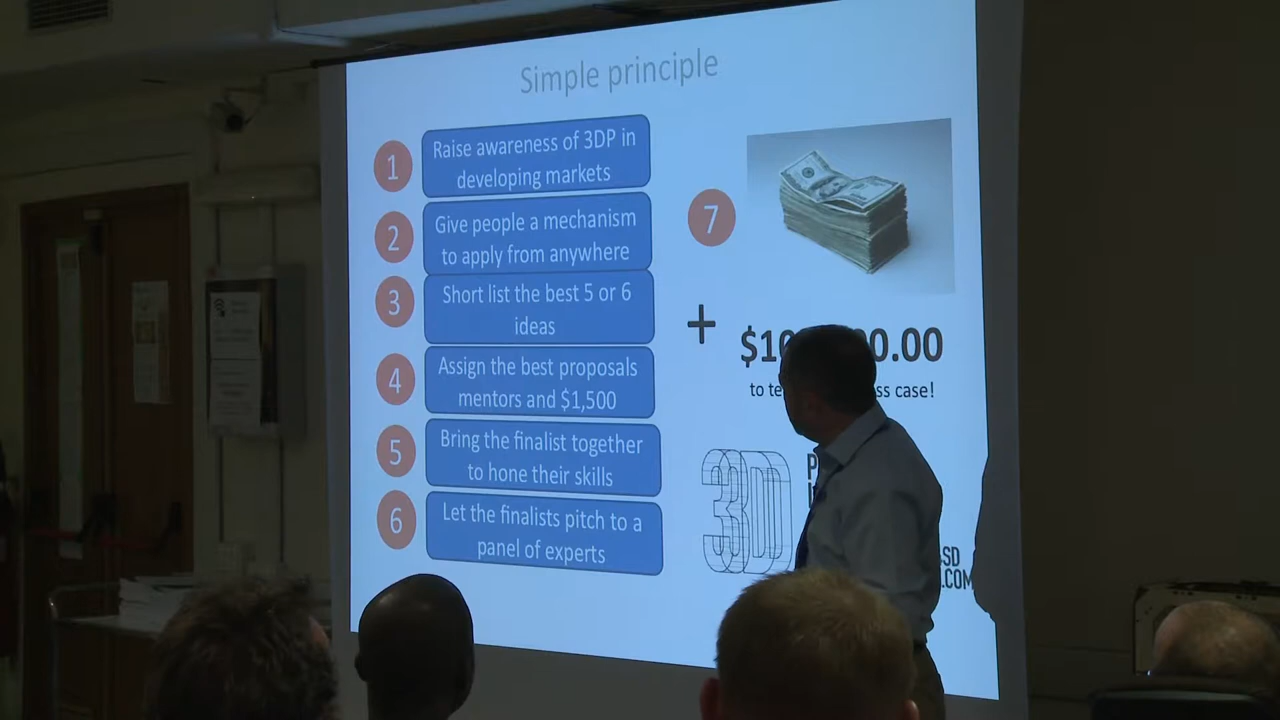 Simple principle
1
Raise awareness of 3DP in
developing markets
2
Give people a mechanism
to apply from anywhere
3
Short list the best 5 or 6
ideas
4
Assign the best proposals
mentors and $1,500
5
Bring the finalist together
to hone their skills
6
Let the finalists pitch to a
panel of experts
7
+
to
case!
3D